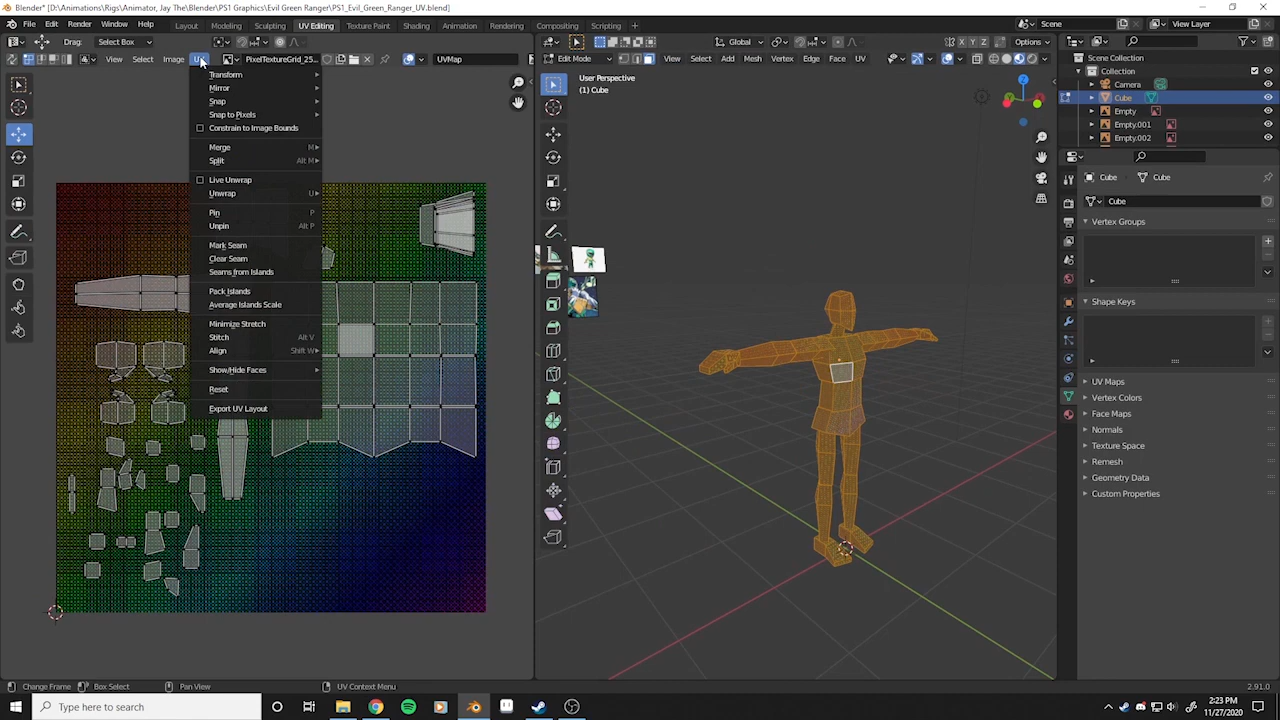 Blender* [D:\Animations\Rigs\Animator, Jay The\Blender\PS1 Graphics\Evil Green Ranger\PS1_Evil_Green_Ranger_UV.blend]
File Edit Render Window Help Layout Modeling Sculpting UV Editing Texture Paint Shading Animation Rendering Compositing Scripting + Scene View Layer
Drag: Select Box Global X Y Z Options
View Select Image UV PixelTextureGrid_25... UVMap Edit Mode View Select Add Mesh Vertex Edge Face UV
Transform
Mirror
Snap
Snap to Pixels
Constrain to Image Bounds
Merge M
Split Alt M
Live Unwrap
Unwrap U
Pin P
Unpin Alt P
Mark Seam
Clear Seam
Seams from Islands
Pack Islands
Average Islands Scale
Minimize Stretch
Stitch Alt V
Align Shift W
Show/Hide Faces
Reset
Export UV Layout
User Perspective
(1) Cube
Scene Collection
Collection
Camera
Cube
Empty
Empty.001
Empty.002
Cube Cube
Cube
Vertex Groups
Shape Keys
UV Maps
Vertex Colors
Face Maps
Normals
Texture Space
Remesh
Geometry Data
Custom Properties
Change Frame Box Select Pan View UV Context Menu 2.91.0
Type here to search
2:23 PM
11/27/2020